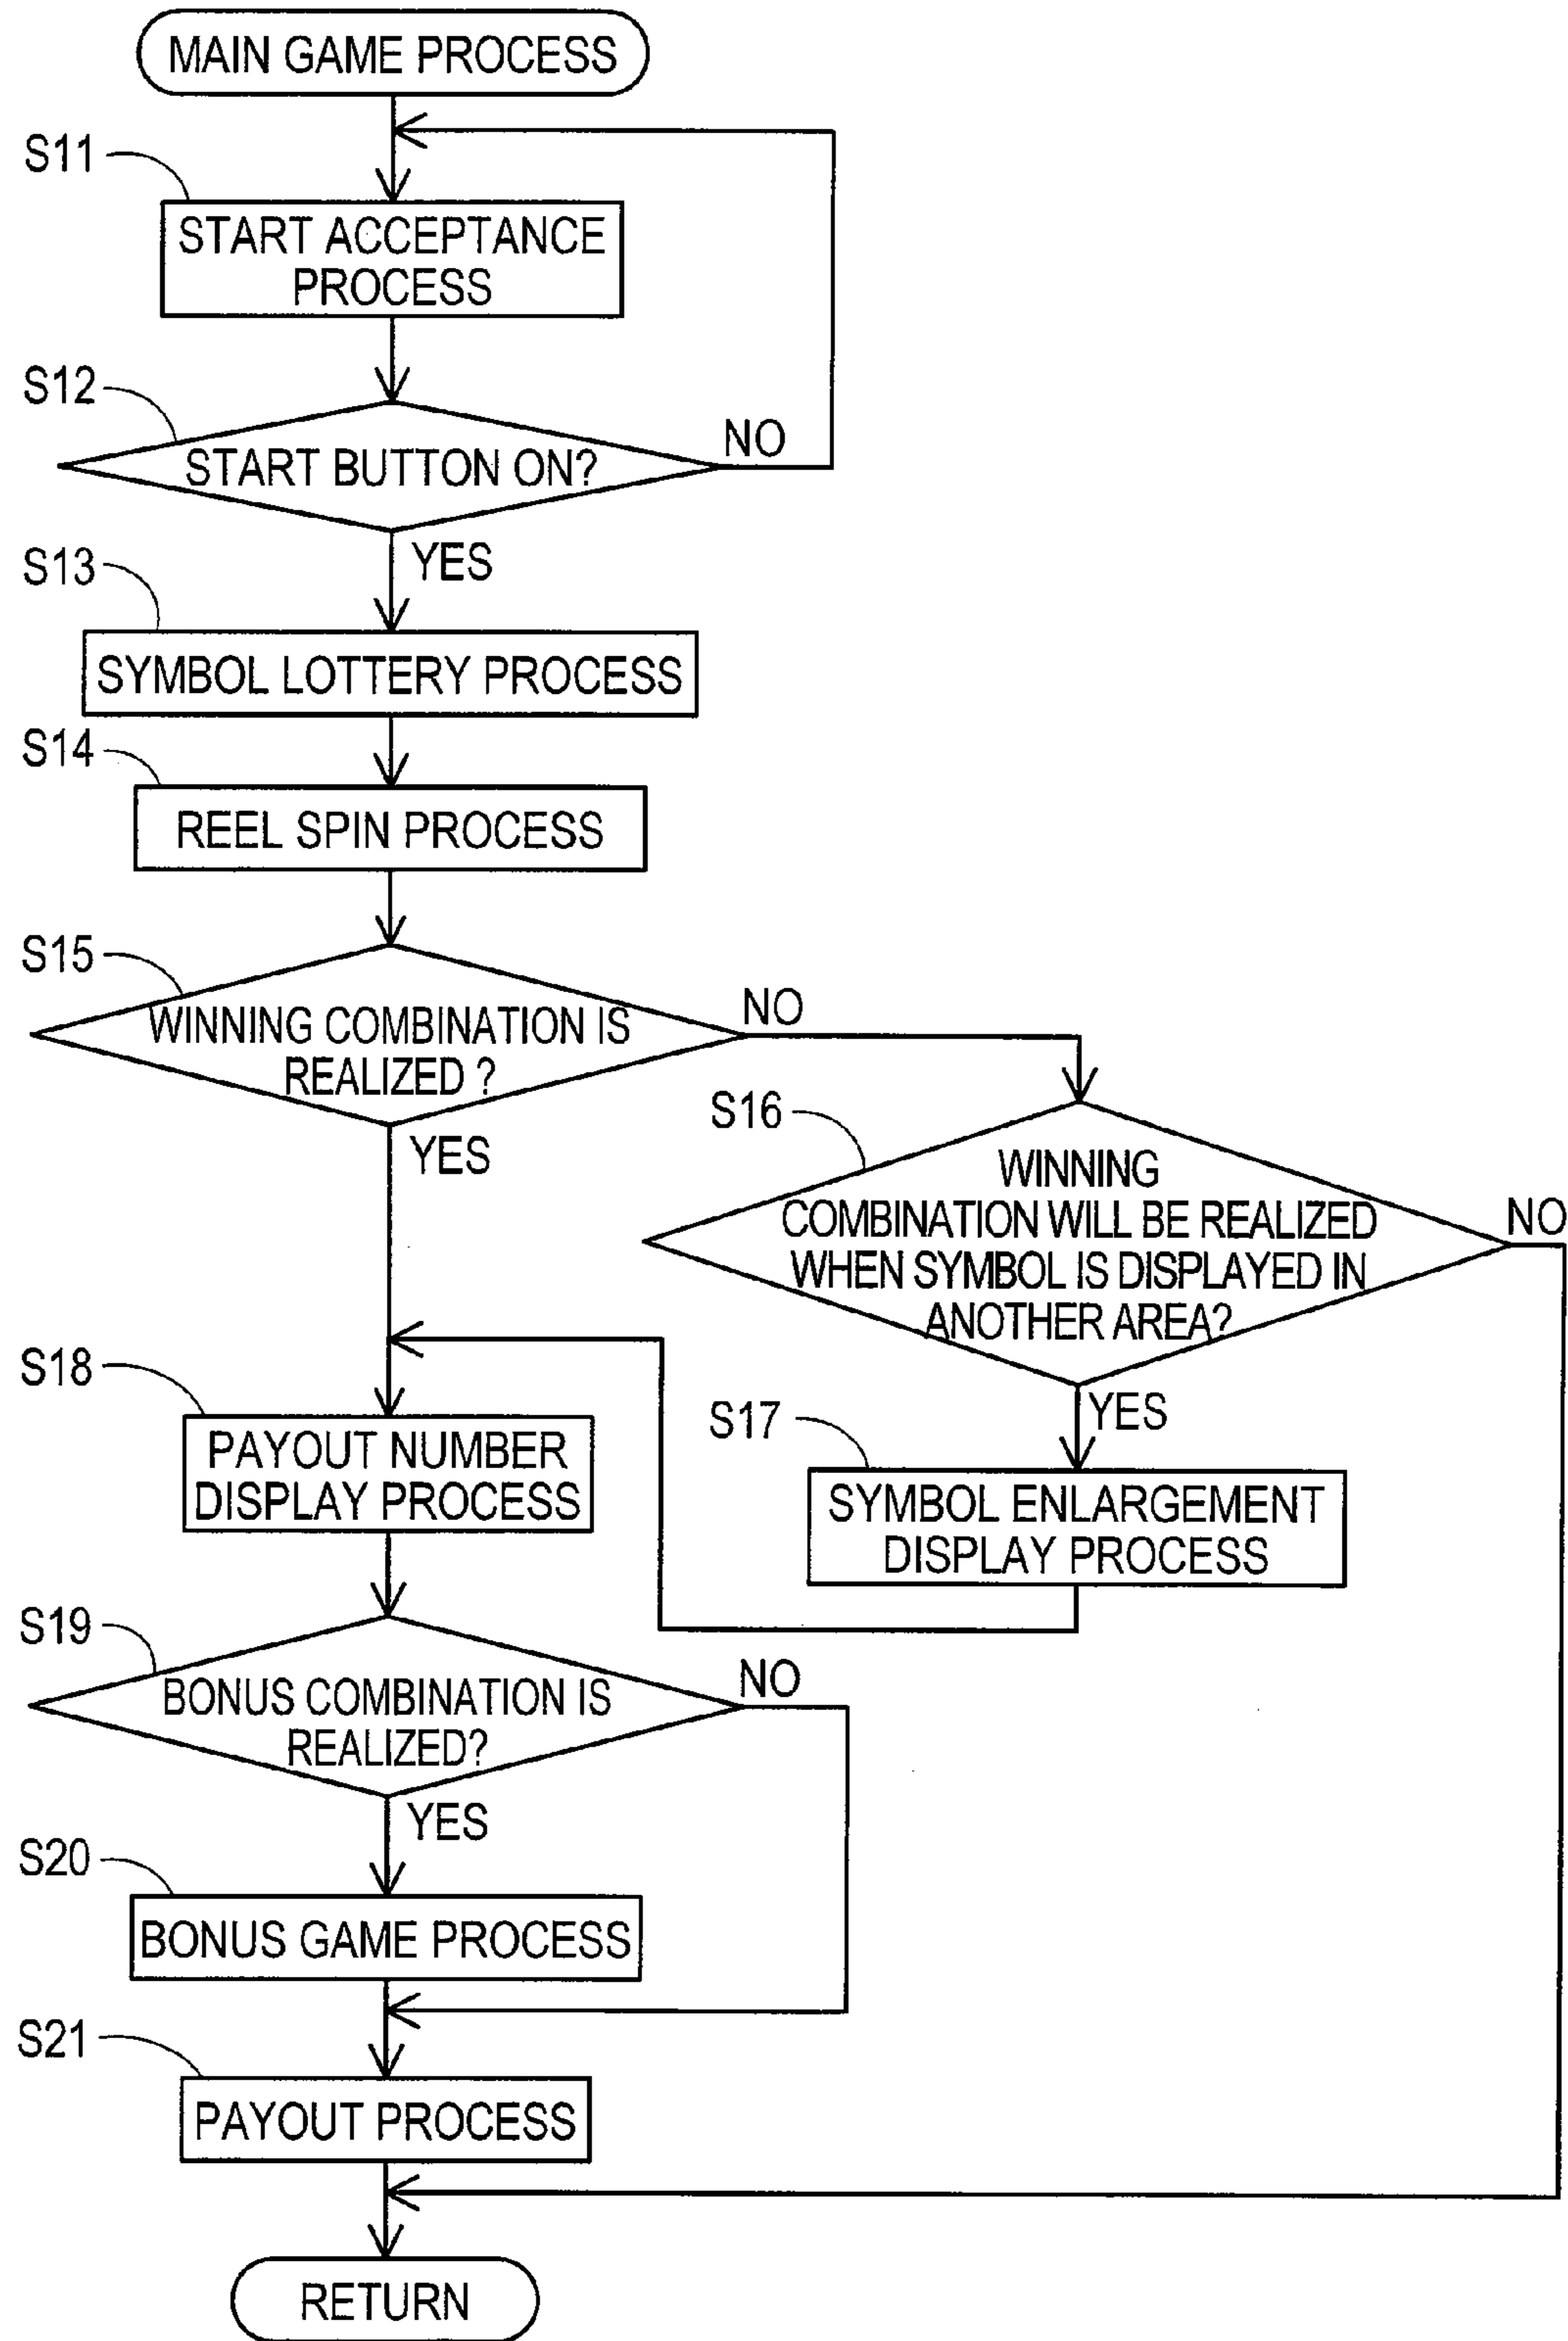 MAIN GAME PROCESS
S11
START ACCEPTANCE
PROCESS
S12
START BUTTON ON?
NO
YES
S13
SYMBOL LOTTERY PROCESS
S14
REEL SPIN PROCESS
S15
WINNING COMBINATION IS
REALIZED ?
NO
YES
S16
WINNING
COMBINATION WILL BE REALIZED
WHEN SYMBOL IS DISPLAYED IN
ANOTHER AREA?
NO
YES
S17
SYMBOL ENLARGEMENT
DISPLAY PROCESS
S18
PAYOUT NUMBER
DISPLAY PROCESS
S19
BONUS COMBINATION IS
REALIZED?
NO
YES
S20
BONUS GAME PROCESS
S21
PAYOUT PROCESS
RETURN